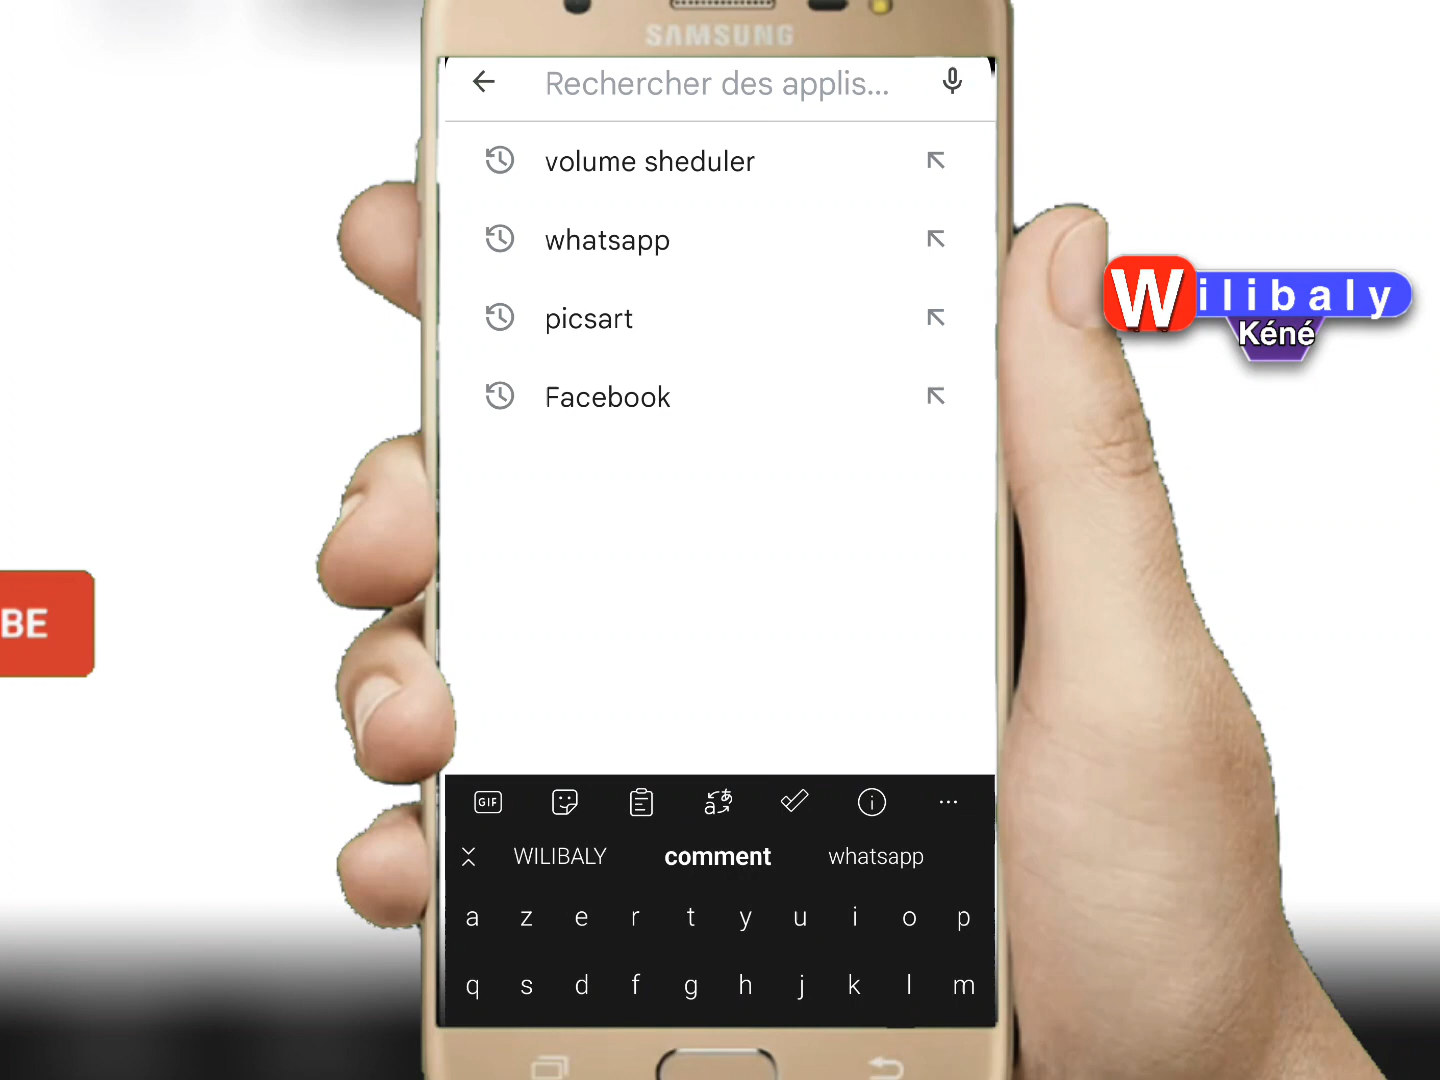 SAMSUNG
Rechercher des applis...
volume sheduler
whatsapp
picsart
Facebook
Wilibaly
Kéné
BE
GIF
WILIBALY comment whatsapp
a z e r t y u i o p
q s d f g h j k l m